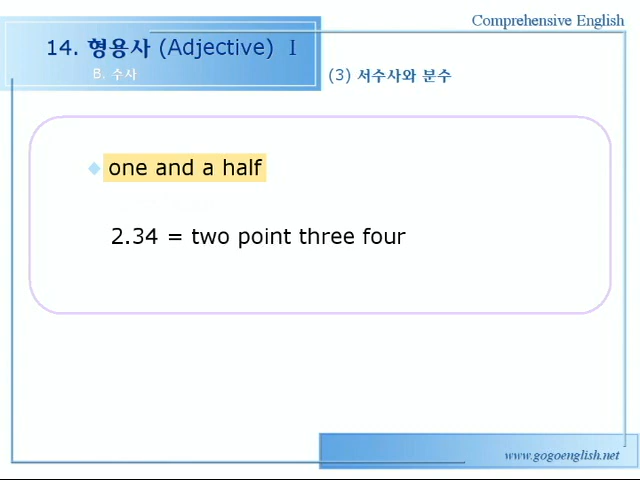 Comprehensive English
14. 형용사 (Adjective) Ⅰ
B. 수사
(3) 서수사와 분수
one and a half
2.34 = two point three four
www.gogoenglish.net